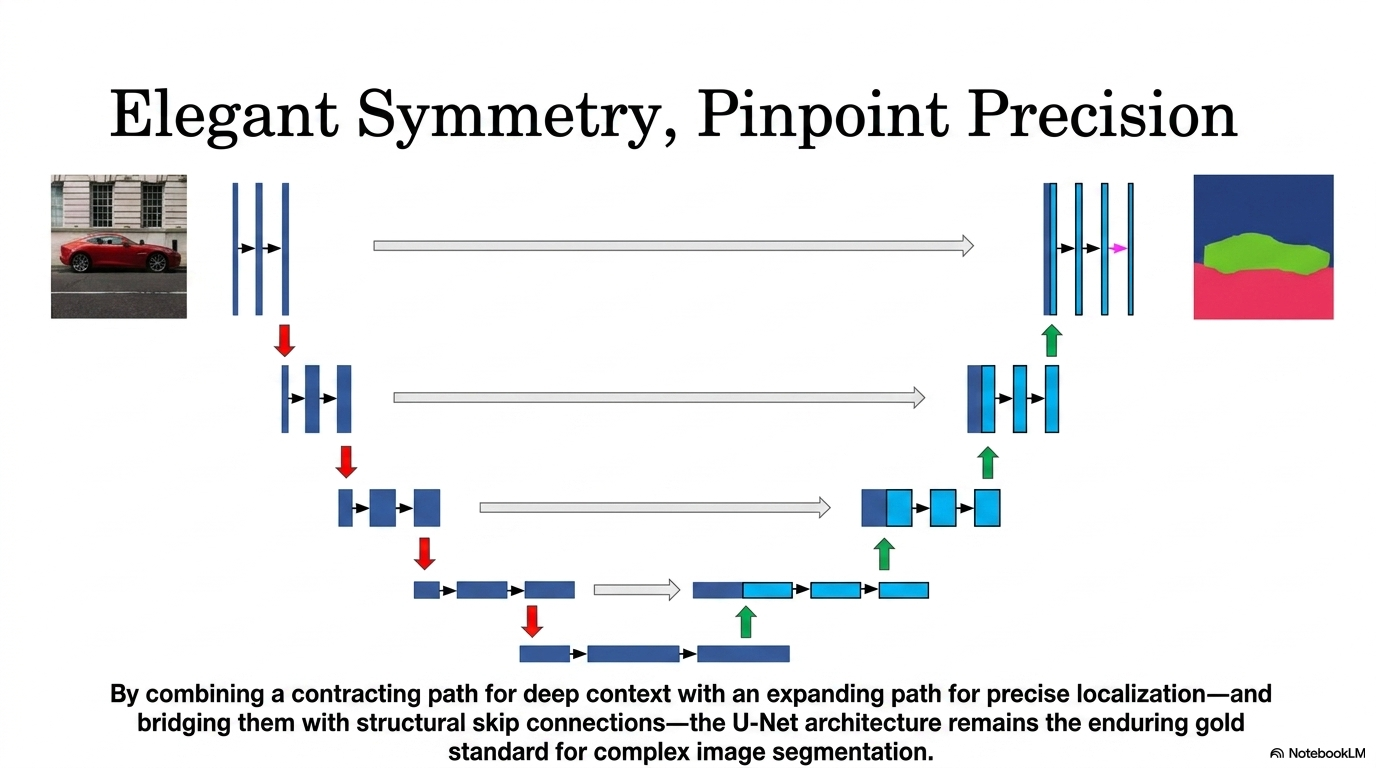 Elegant Symmetry, Pinpoint Precision
By combining a contracting path for deep context with an expanding path for precise localization—and
bridging them with structural skip connections—the U-Net architecture remains the enduring gold
standard for complex image segmentation.
NotebookLM